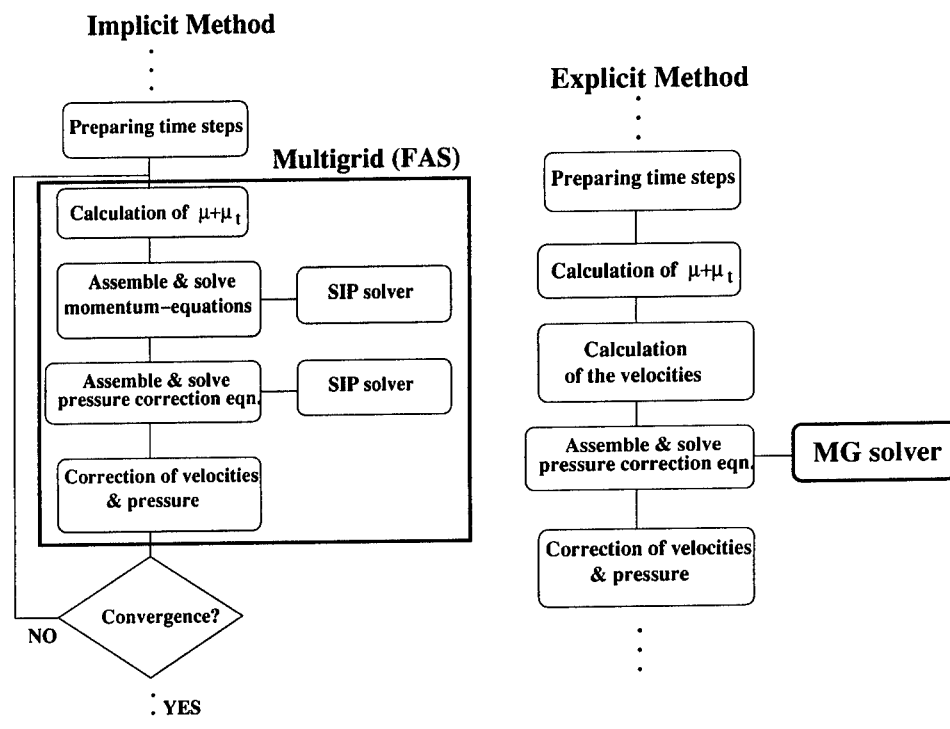 Implicit Method
Preparing time steps
Multigrid (FAS)
Calculation of μ+μt
Assemble & solve
momentum-equations
SIP solver
Assemble & solve
pressure correction eqn.
SIP solver
Correction of velocities
& pressure
Convergence?
NO
YES
Explicit Method
Preparing time steps
Calculation of μ+μt
Calculation
of the velocities
Assemble & solve
pressure correction eqn.
MG solver
Correction of velocities
& pressure